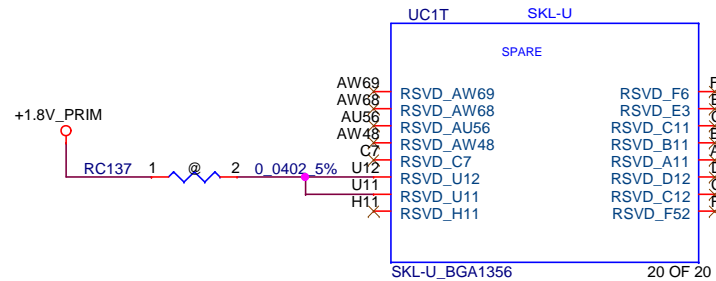 UC1T SKL-U
SPARE
AW69 RSVD_AW69 RSVD_F6
AW68 RSVD_AW68 RSVD_E3
AU56 RSVD_AU56 RSVD_C11
AW48 RSVD_AW48 RSVD_B11
C7 RSVD_C7 RSVD_A11
U12 RSVD_U12 RSVD_D12
U11 RSVD_U11 RSVD_C12
H11 RSVD_H11 RSVD_F52
+1.8V_PRIM
RC137 1 @ 2 0_0402_5%
SKL-U_BGA1356 20 OF 20